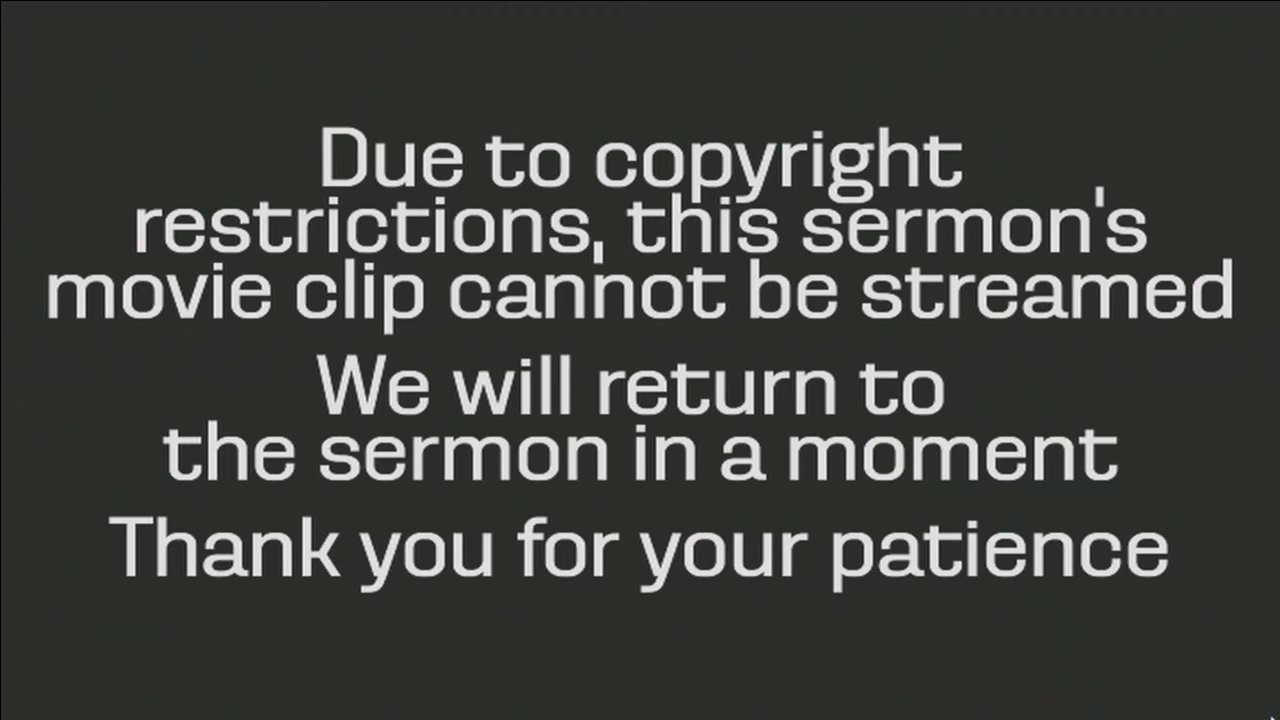 Due to copyright
restrictions, this sermon's
movie clip cannot be streamed
We will return to
the sermon in a moment
Thank you for your patience